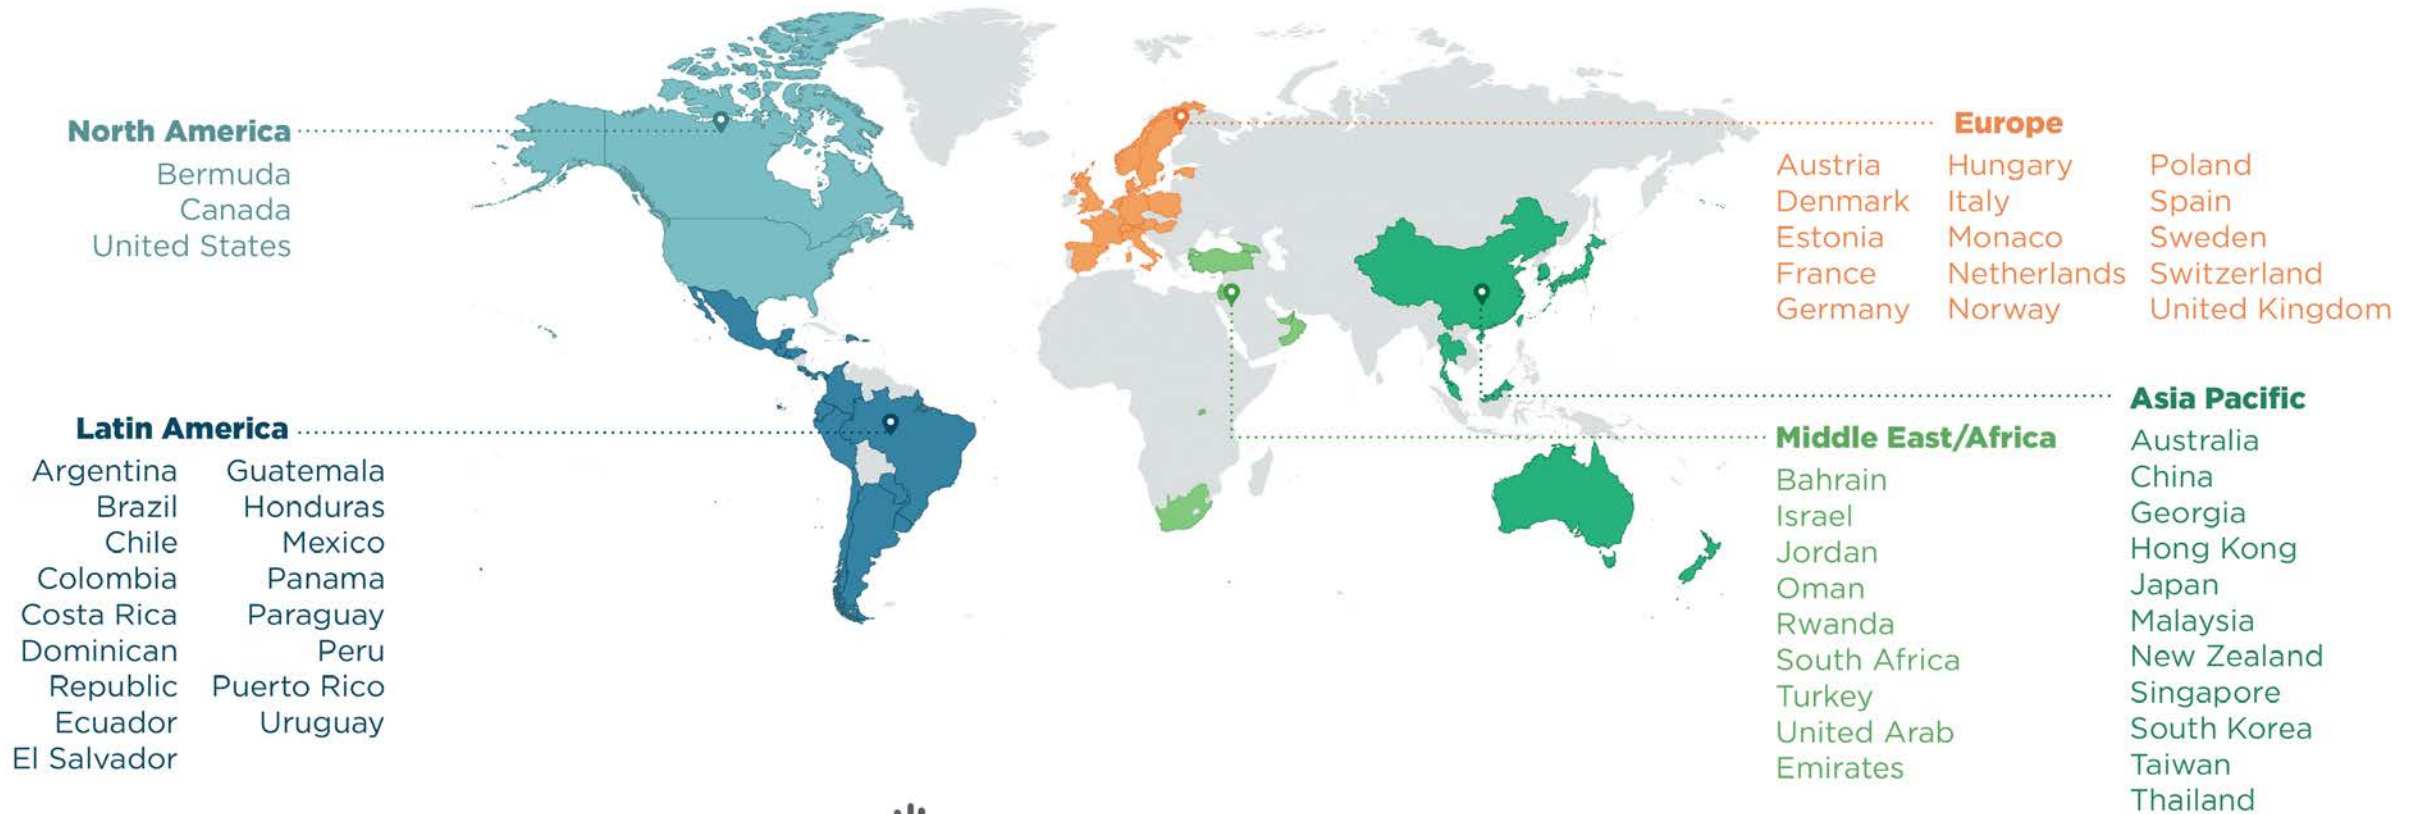 North America
Bermuda
Canada
United States
Latin America
Argentina
Brazil
Chile
Colombia
Costa Rica
Dominican
Republic
Ecuador
El Salvador
Guatemala
Honduras
Mexico
Panama
Paraguay
Peru
Puerto Rico
Uruguay
Europe
Austria
Denmark
Estonia
France
Germany
Hungary
Italy
Monaco
Netherlands
Norway
Poland
Spain
Sweden
Switzerland
United Kingdom
Middle East/Africa
Bahrain
Israel
Jordan
Oman
Rwanda
South Africa
Turkey
United Arab
Emirates
Asia Pacific
Australia
China
Georgia
Hong Kong
Japan
Malaysia
New Zealand
Singapore
South Korea
Taiwan
Thailand